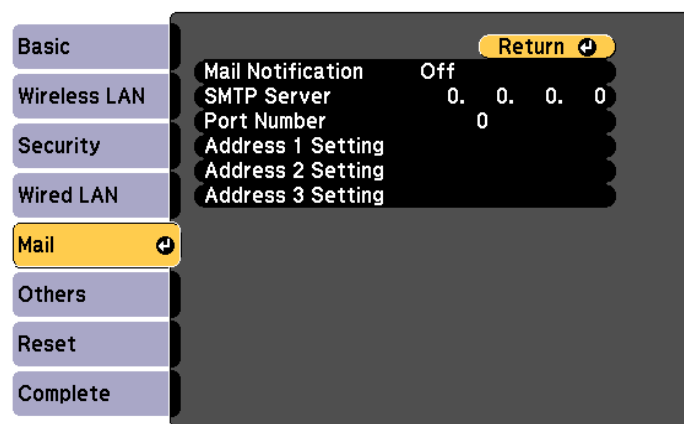 Basic
Wireless LAN
Security
Wired LAN
Mail
Others
Reset
Complete
Return
Mail Notification Off
SMTP Server 0. 0. 0. 0
Port Number 0
Address 1 Setting
Address 2 Setting
Address 3 Setting